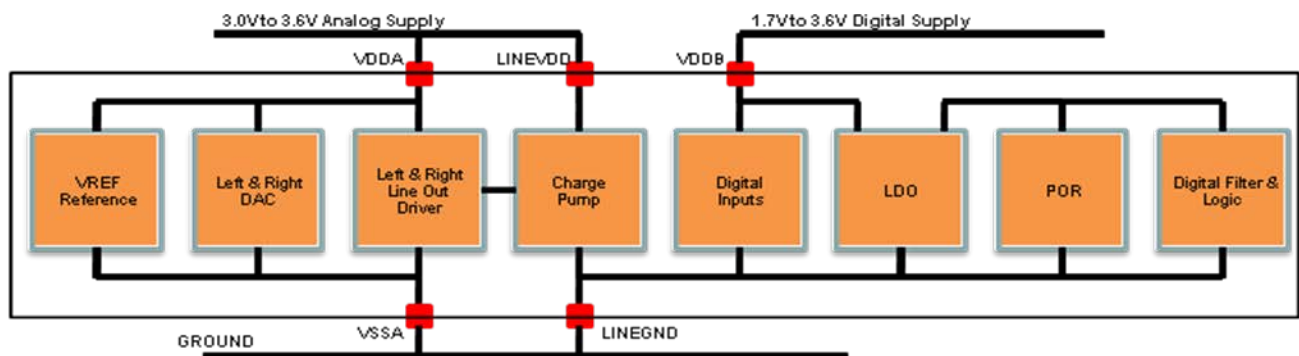 3.0Vto 3.6V Analog Supply
1.7Vto 3.6V Digital Supply
VDDA
LINEVDD
VDDB
VREF
Reference
Left & Right
DAC
Left & Right
Line Out
Driver
Charge
Pump
Digital
Inputs
LDO
POR
Digital Filter &
Logic
VSSA
LINEGND
GROUND